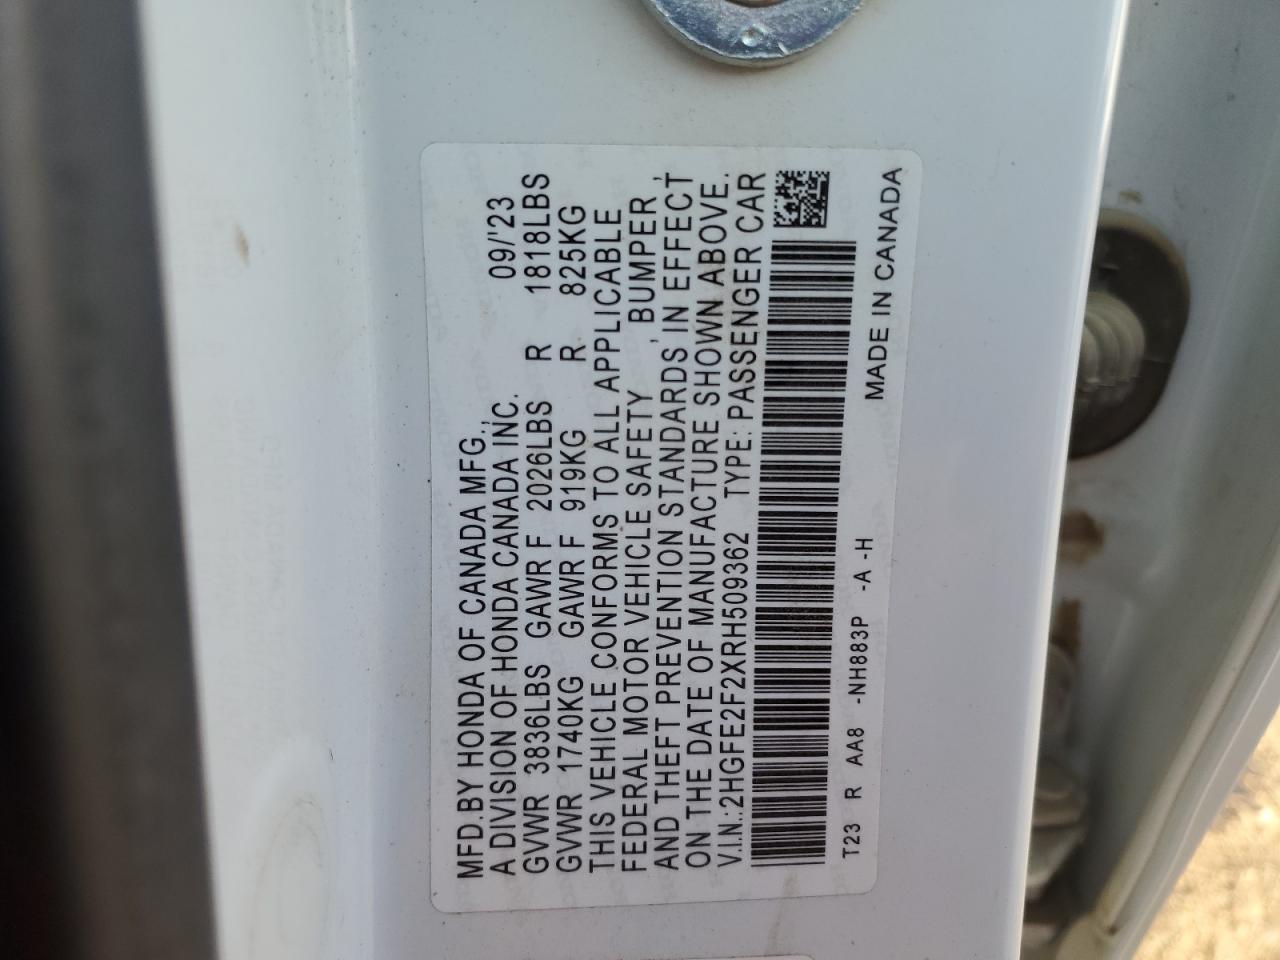 MFD.BY HONDA OF CANADA MFG.,
A DIVISION OF HONDA CANADA INC. 09/'23
GVWR 3836LBS GAWR F 2026LBS R 1818LBS
GVWR 1740KG GAWR F 919KG R 825KG
THIS VEHICLE CONFORMS TO ALL APPLICABLE
FEDERAL MOTOR VEHICLE SAFETY , BUMPER ,
AND THEFT PREVENTION STANDARDS IN EFFECT
ON THE DATE OF MANUFACTURE SHOWN ABOVE.
V.I.N.:2HGFE2F2XRH509362 TYPE: PASSENGER CAR
T23 R AA8 -NH883P -A -H MADE IN CANADA